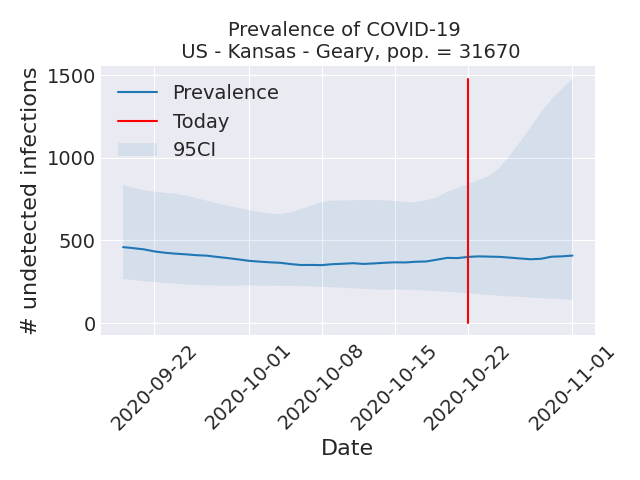 Prevalence of COVID-19
US - Kansas - Geary, pop. = 31670
# undetected infections
1500
1000
500
0
Prevalence
Today
95CI
2020-09-22
2020-10-01
2020-10-08
2020-10-15
2020-10-22
2020-11-01
Date